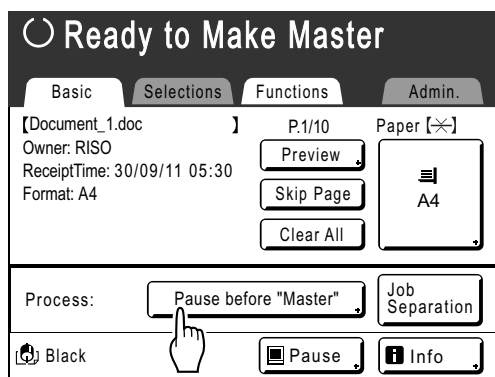 Ready to Make Master
Basic Selections Functions Admin.
【Document_1.doc 】 P.1/10 Paper【※】
Owner: RISO
Preview
ReceiptTime: 30/09/11 05:30
Format: A4
Skip Page
A4
Clear All
Process: Pause before "Master" Job Separation
Black Pause Info